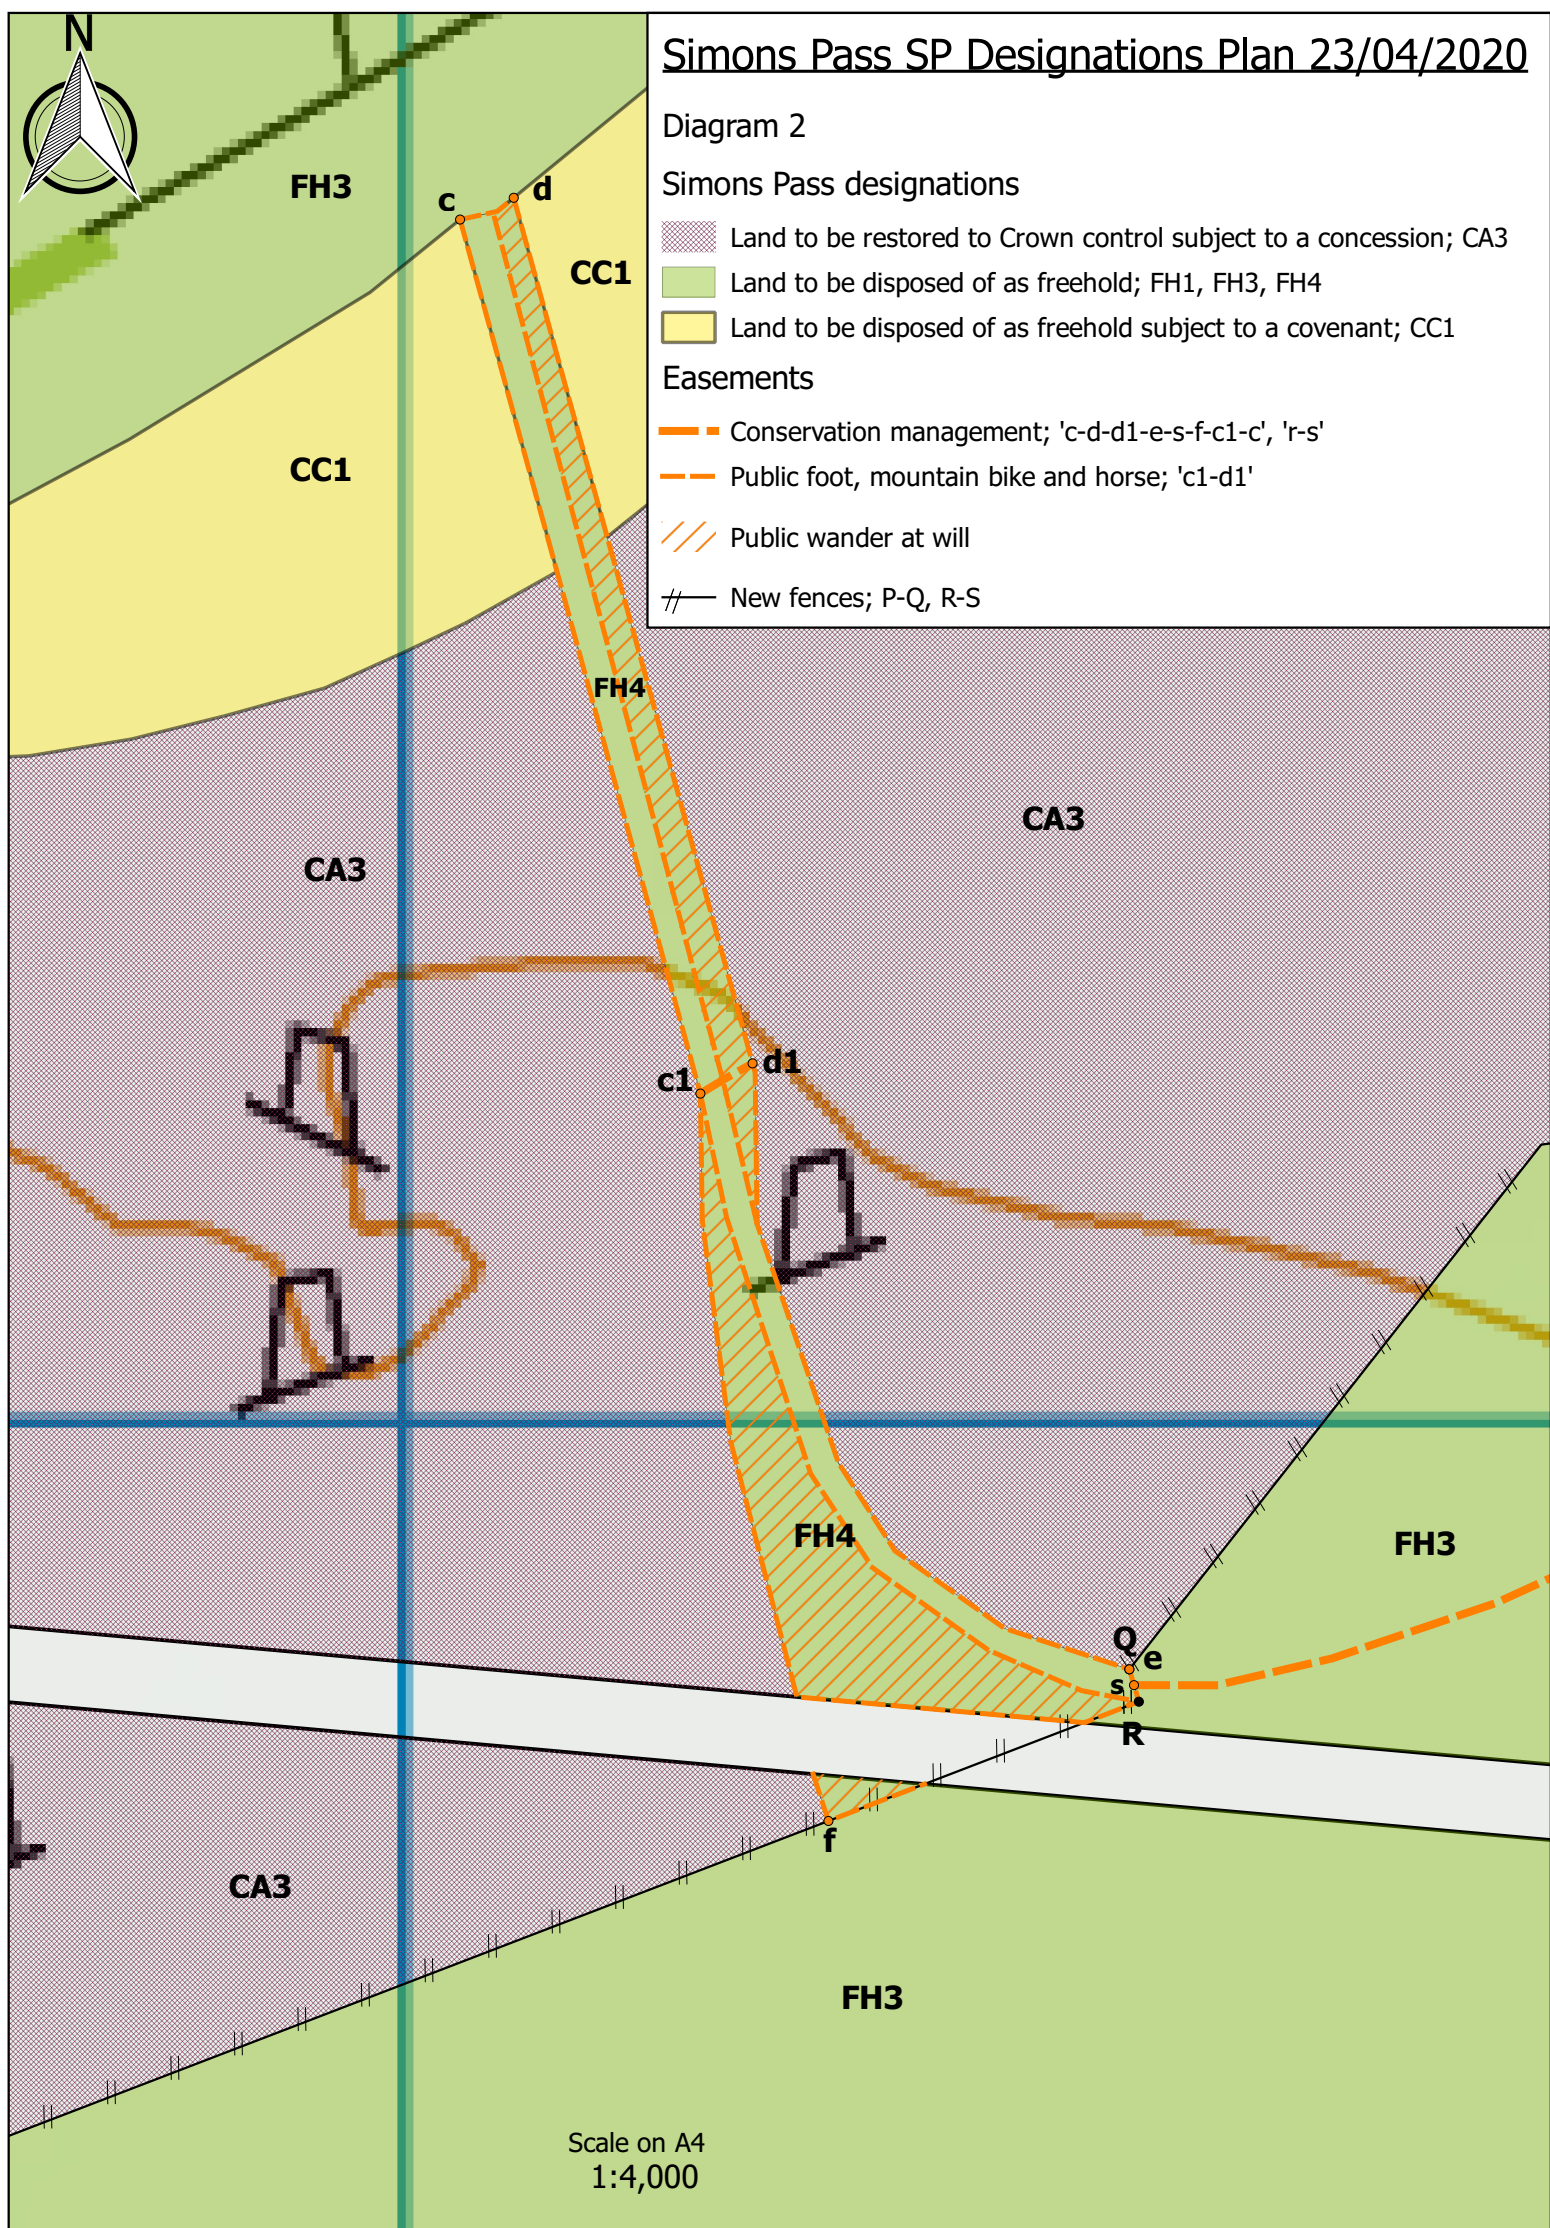 N
Simons Pass SP Designations Plan 23/04/2020
Diagram 2
Simons Pass designations
Land to be restored to Crown control subject to a concession; CA3
Land to be disposed of as freehold; FH1, FH3, FH4
Land to be disposed of as freehold subject to a covenant; CC1
Easements
Conservation management; 'c-d-d1-e-s-f-c1-c', 'r-s'
Public foot, mountain bike and horse; 'c1-d1'
Public wander at will
New fences; P-Q, R-S
FH3
c
d
CC1
CC1
FH4
CA3
CA3
c1
d1
FH4
FH3
Q
e
s
R
f
CA3
FH3
Scale on A4
1:4,000